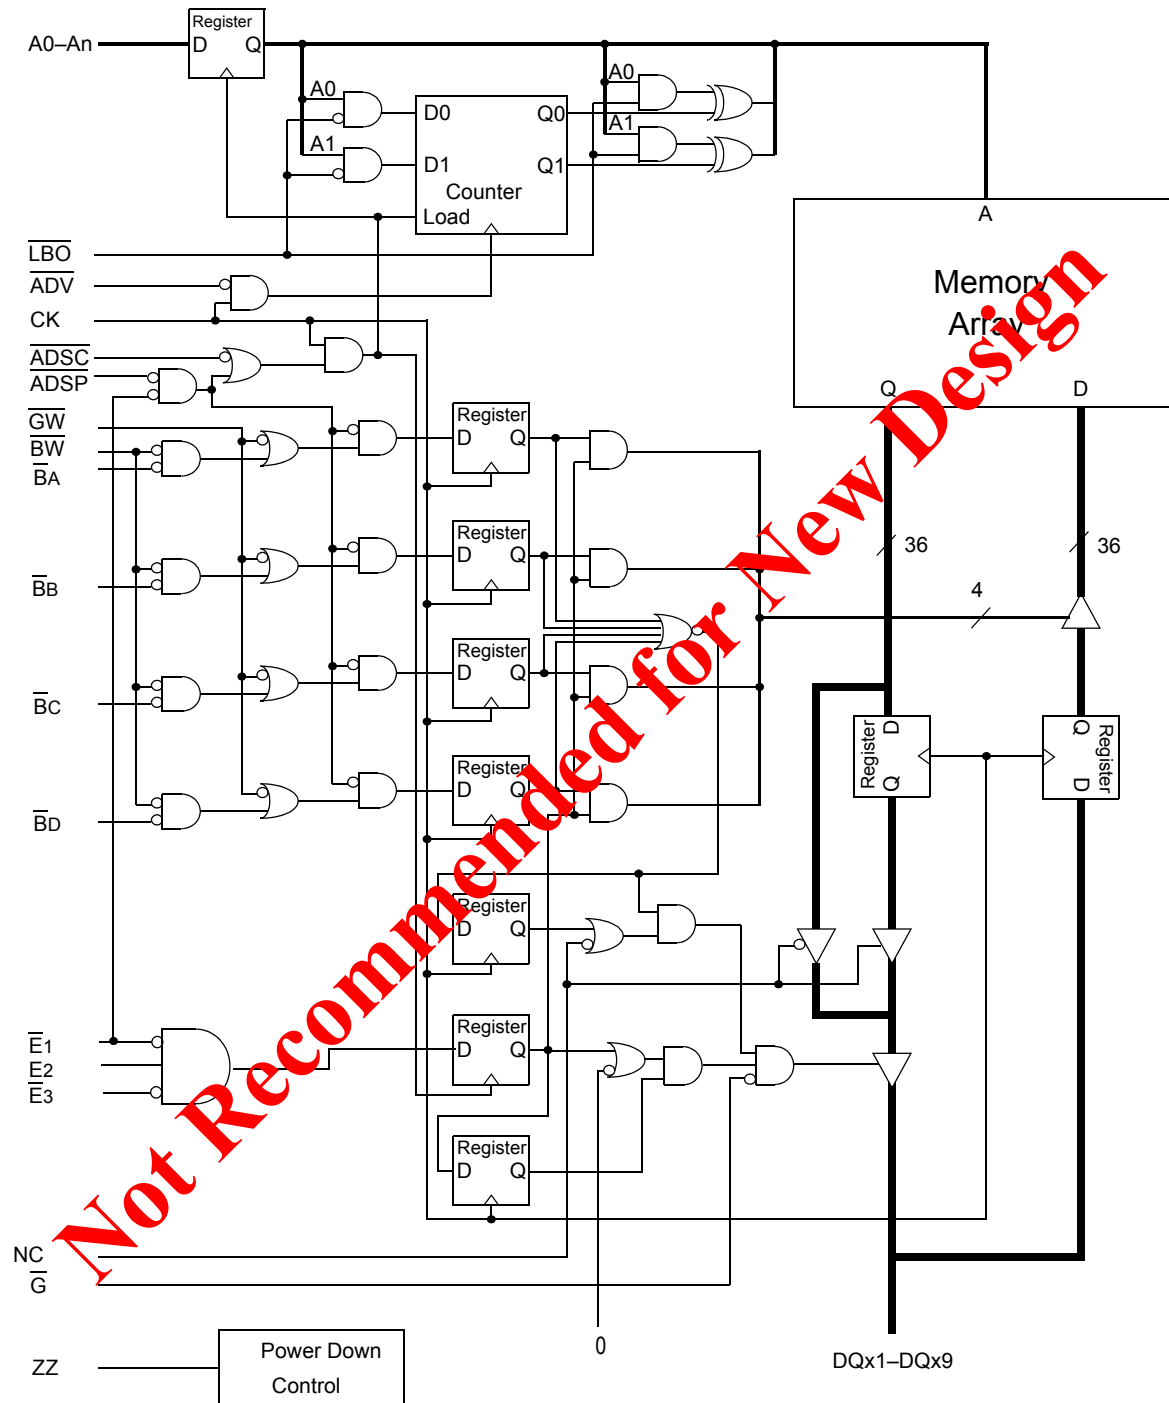 Register
A0–An
D Q
A0
A1
D0
D1
Q0
Q1
Counter
Load
A0
A1
A
Memory
Array
Q
D
LBO
ADV
CK
ADSC
ADSP
GW
BW
BA
BB
BC
BD
Register
D Q
Register
D Q
Register
D Q
Register
D Q
36
36
4
Register
D
Q
Register
Q
D
Register
D Q
Register
D Q
Register
D Q
E1
E2
E3
NC
G
0
DQx1–DQx9
ZZ
Power Down
Control
Not Recommended for New Design